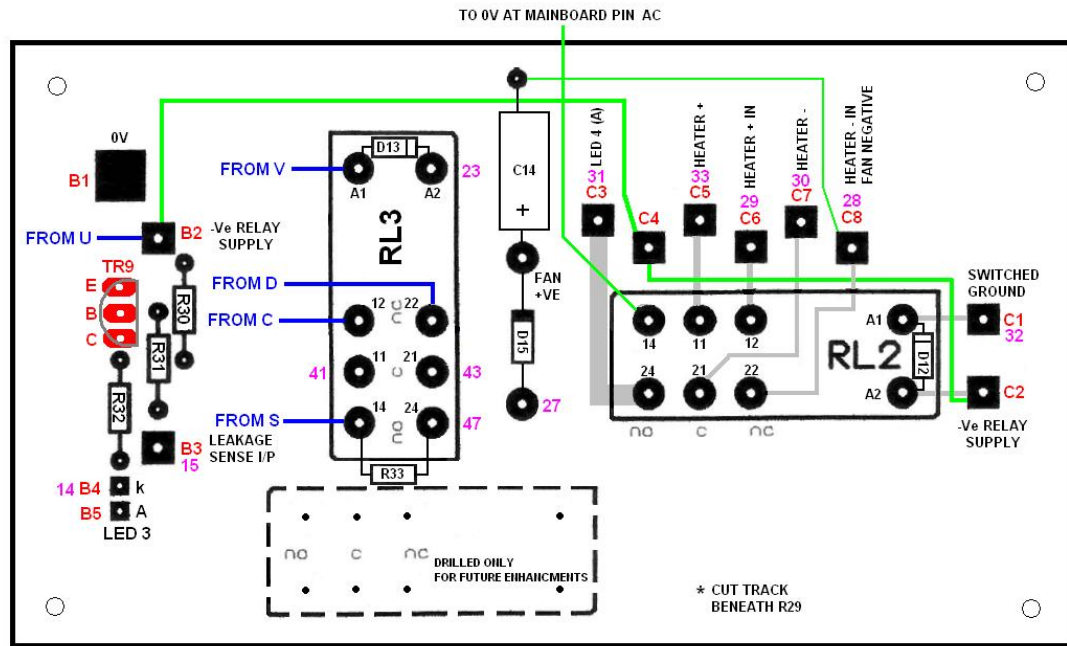 TO 0V AT MAINBOARD PIN AC
0V
B1
FROM U
B2
-Ve RELAY
SUPPLY
TR9
E
B
C
R30
R31
R32
B3
15
LEAKAGE
SENSE I/P
14 B4 k
B5 A
LED 3
FROM V
D13
A1
A2
23
RL3
FROM D
FROM C
12
22
nc
11
21
c
41
43
FROM S
14
24
no
47
R33
C14
+
FAN
+VE
D15
27
LED 4 (A)
31
C3
C4
HEATER +
33
C5
HEATER + IN
29
C6
HEATER -
30
C7
HEATER - IN
FAN NEGATIVE
28
C8
14
11
12
24
21
22
RL2
A1
A2
D12
no
c
nc
SWITCHED
GROUND
C1
32
C2
-Ve RELAY
SUPPLY
no c nc
DRILLED ONLY
FOR FUTURE ENHANCMENTS
* CUT TRACK
BENEATH R29